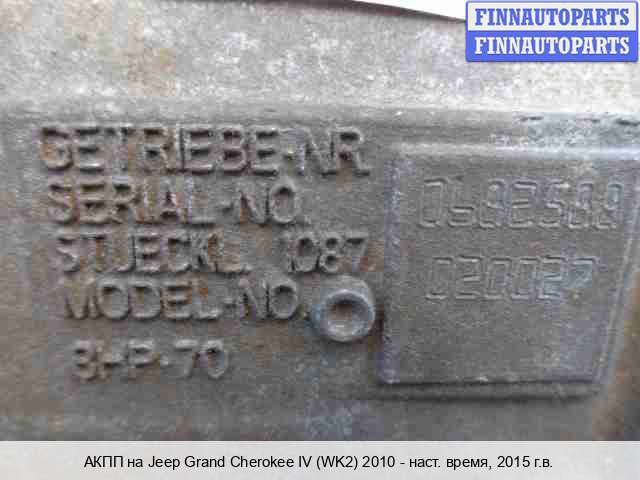 FINNAUTOPARTS
FINNAUTOPARTS
GETRIEBE-NR.
SERIAL-NO.
STUECKL. 1087
MODEL-NO.
020027
8HP-70
АКПП на Jeep Grand Cherokee IV (WK2) 2010 - наст. время, 2015 г.в.